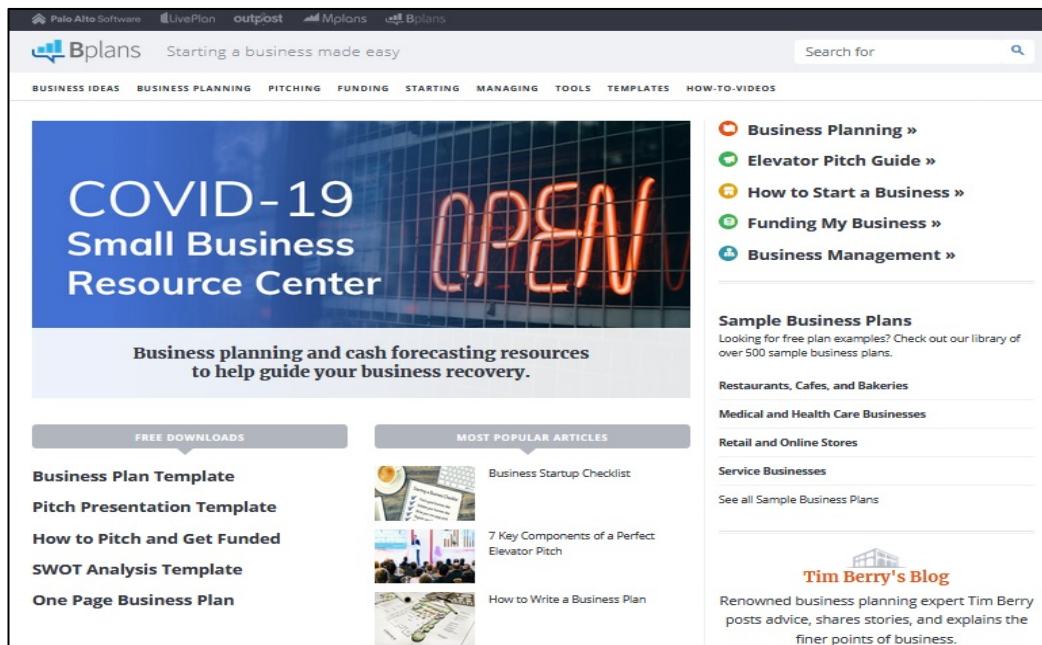 Palo Alto Software LivePlan outpost Mplans Bplans
Bplans Starting a business made easy
Search for
BUSINESS IDEAS BUSINESS PLANNING PITCHING FUNDING STARTING MANAGING TOOLS TEMPLATES HOW-TO-VIDEOS
COVID-19
Small Business
Resource Center
OPEN
Business planning and cash forecasting resources
to help guide your business recovery.
FREE DOWNLOADS
Business Plan Template
Pitch Presentation Template
How to Pitch and Get Funded
SWOT Analysis Template
One Page Business Plan
MOST POPULAR ARTICLES
Business Startup Checklist
7 Key Components of a Perfect
Elevator Pitch
How to Write a Business Plan
Business Planning »
Elevator Pitch Guide »
How to Start a Business »
Funding My Business »
Business Management »
Sample Business Plans
Looking for free plan examples? Check out our library of
over 500 sample business plans.
Restaurants, Cafes, and Bakeries
Medical and Health Care Businesses
Retail and Online Stores
Service Businesses
See all Sample Business Plans
Tim Berry's Blog
Renowned business planning expert Tim Berry
posts advice, shares stories, and explains the
finer points of business.